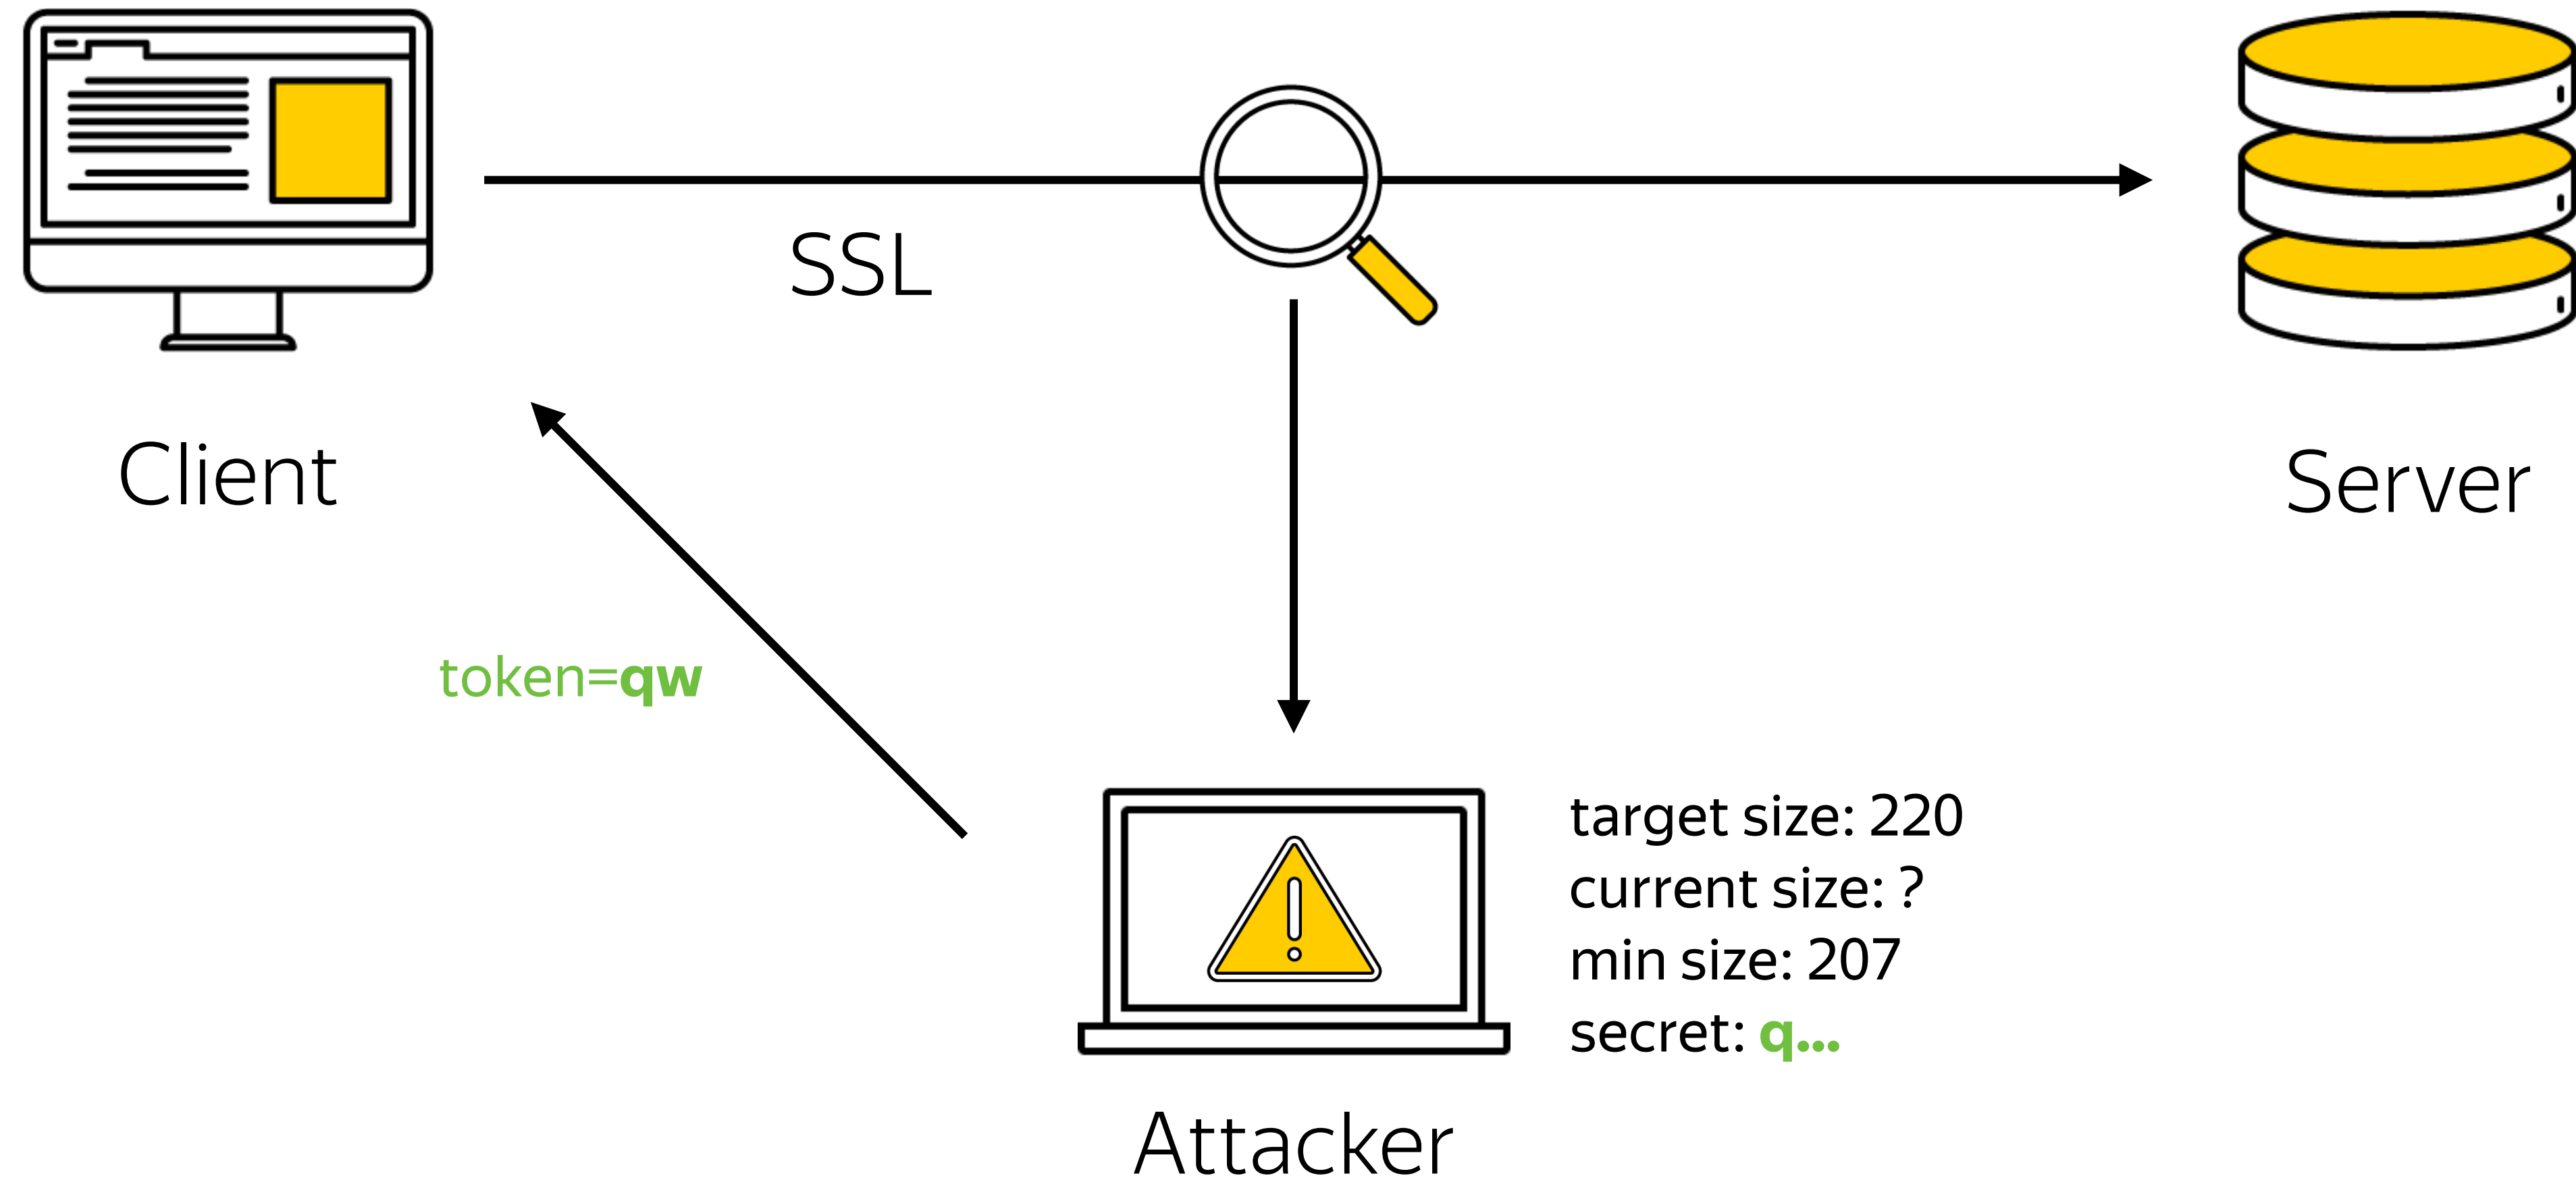 SSL
Client
Server
token=qw
target size: 220
current size: ?
min size: 207
secret: q...
Attacker